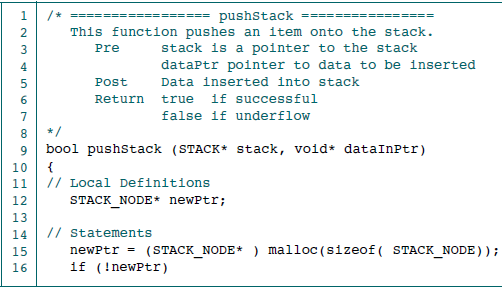 1 /* ================= pushStack ================
2 This function pushes an item onto the stack.
3 Pre stack is a pointer to the stack
4 dataPtr pointer to data to be inserted
5 Post Data inserted into stack
6 Return true if successful
7 false if underflow
8 */
9 bool pushStack (STACK* stack, void* dataInPtr)
10 {
11 // Local Definitions
12 STACK_NODE* newPtr;
13
14 // Statements
15 newPtr = (STACK_NODE* ) malloc(sizeof( STACK_NODE));
16 if (!newPtr)